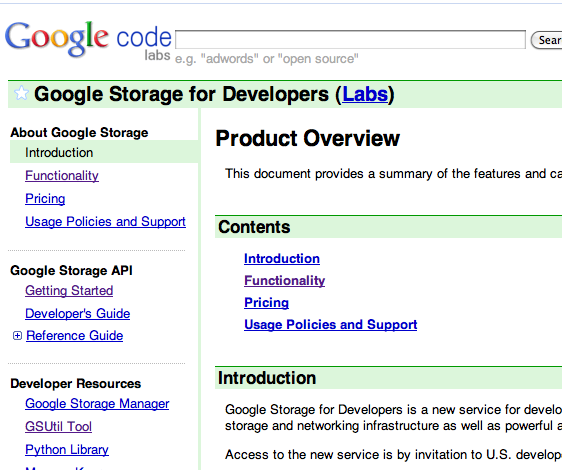 Google code
labs
Sear
e.g. "adwords" or "open source"
Google Storage for Developers (Labs)
About Google Storage
Introduction
Functionality
Pricing
Usage Policies and Support
Google Storage API
Getting Started
Developer's Guide
Reference Guide
Developer Resources
Google Storage Manager
GSUtil Tool
Python Library
Product Overview
This document provides a summary of the features and ca
Contents
Introduction
Functionality
Pricing
Usage Policies and Support
Introduction
Google Storage for Developers is a new service for develo
storage and networking infrastructure as well as powerful a
Access to the new service is by invitation to U.S. develop